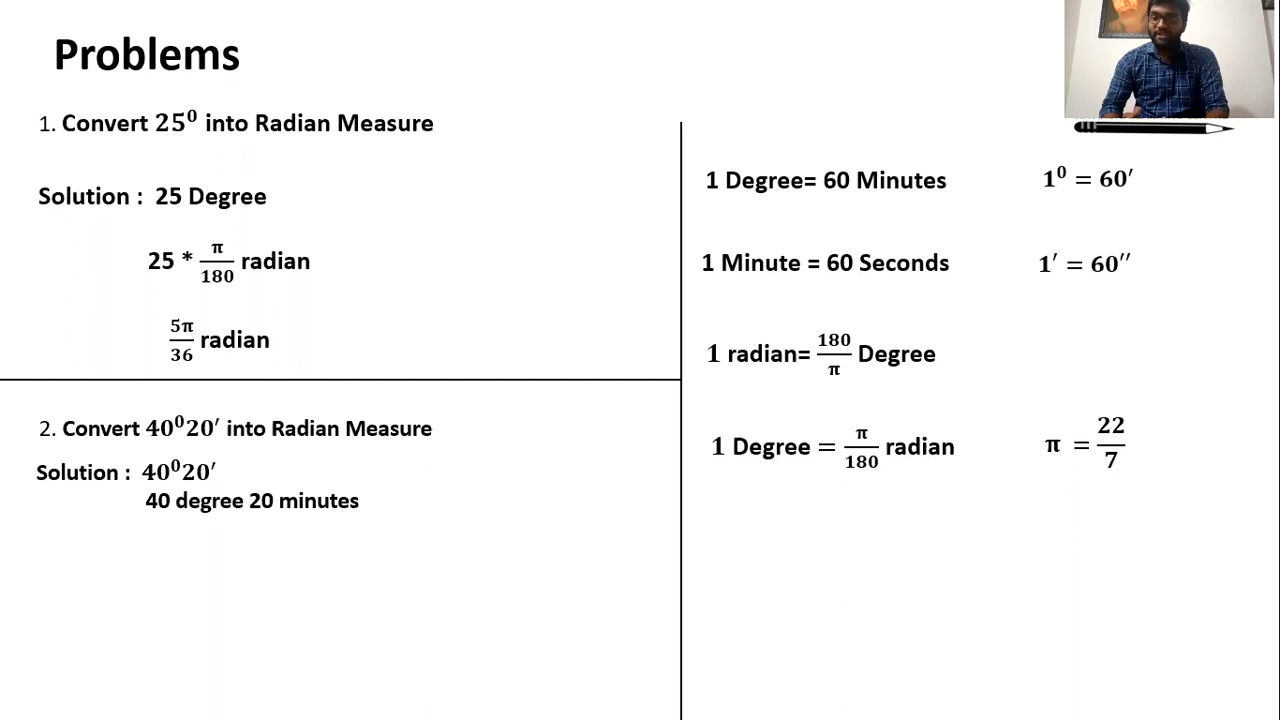 Problems
1. Convert 25⁰ into Radian Measure
Solution : 25 Degree
25 * π/180 radian
5π/36 radian
2. Convert 40⁰20′ into Radian Measure
Solution : 40⁰20′
40 degree 20 minutes
1 Degree= 60 Minutes 1⁰ = 60′
1 Minute = 60 Seconds 1′ = 60′′
1 radian= 180/π Degree
1 Degree = π/180 radian π = 22/7